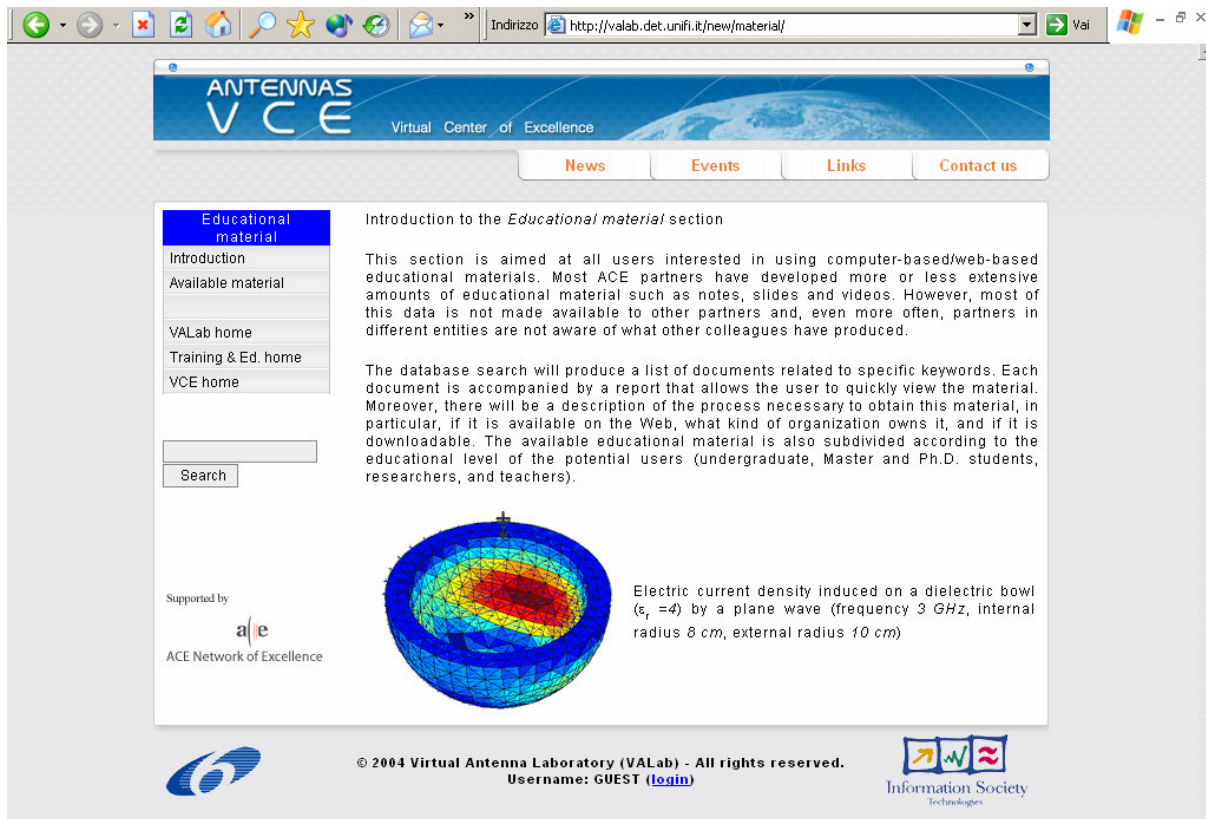 Indirizzo http://valab.det.unifi.it/new/material/ Vai
ANTENNAS
VCE
Virtual Center of Excellence
News Events Links Contact us
Educational
material
Introduction
Available material
VALab home
Training & Ed. home
VCE home
Search
Supported by
a(||e
ACE Network of Excellence
Introduction to the Educational material section
This section is aimed at all users interested in using computer-based/web-based
educational materials. Most ACE partners have developed more or less extensive
amounts of educational material such as notes, slides and videos. However, most of
this data is not made available to other partners and, even more often, partners in
different entities are not aware of what other colleagues have produced.
The database search will produce a list of documents related to specific keywords. Each
document is accompanied by a report that allows the user to quickly view the material.
Moreover, there will be a description of the process necessary to obtain this material, in
particular, if it is available on the Web, what kind of organization owns it, and if it is
downloadable. The available educational material is also subdivided according to the
educational level of the potential users (undergraduate, Master and Ph.D. students,
researchers, and teachers).
Electric current density induced on a dielectric bowl
(εr =4) by a plane wave (frequency 3 GHz, internal
radius 8 cm, external radius 10 cm)
6
© 2004 Virtual Antenna Laboratory (VALab) - All rights reserved.
Username: GUEST (login)
Information Society
Technologies